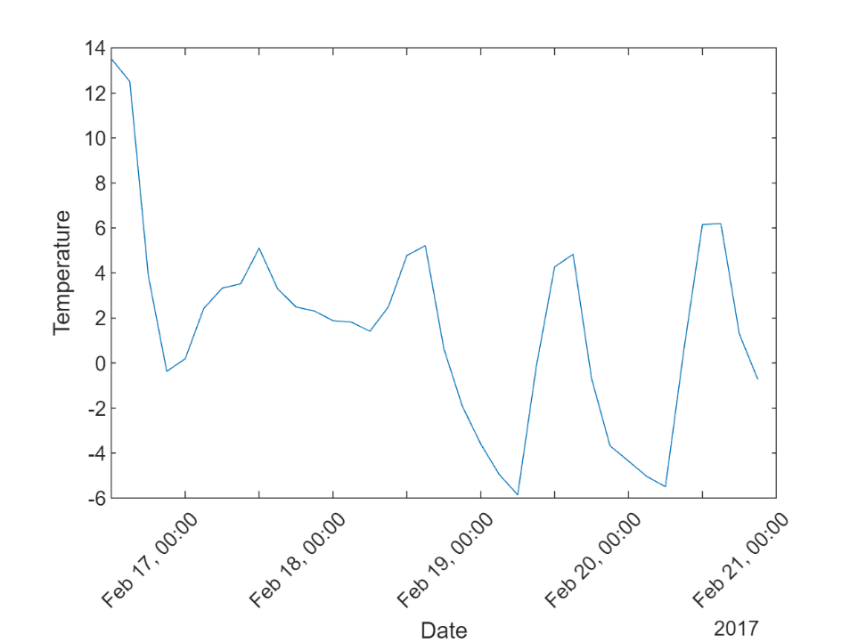 14
12
10
8
6
4
2
0
-2
-4
-6
Temperature
Feb 17, 00:00
Feb 18, 00:00
Feb 19, 00:00
Feb 20, 00:00
Feb 21, 00:00
Date
2017